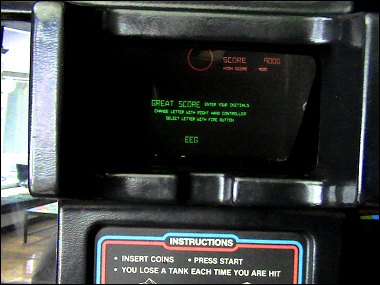 SCORE 9000
HIGH SCORE 9000
GREAT SCORE ENTER YOUR INITIALS
CHANGE LETTER WITH RIGHT HAND CONTROLLER
SELECT LETTER WITH FIRE BUTTON
EEG
INSTRUCTIONS
• INSERT COINS • PRESS START
• YOU LOSE A TANK EACH TIME YOU ARE HIT